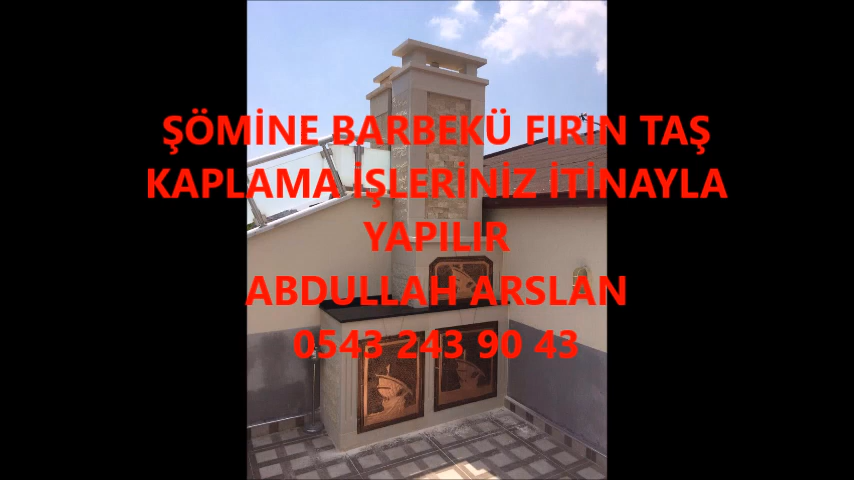 ŞÖMİNE BARBEKÜ FIRIN TAŞ
KAPLAMA İŞLERİNİZ İTİNAYLA
YAPILIR
ABDULLAH ARSLAN
0543 243 90 43